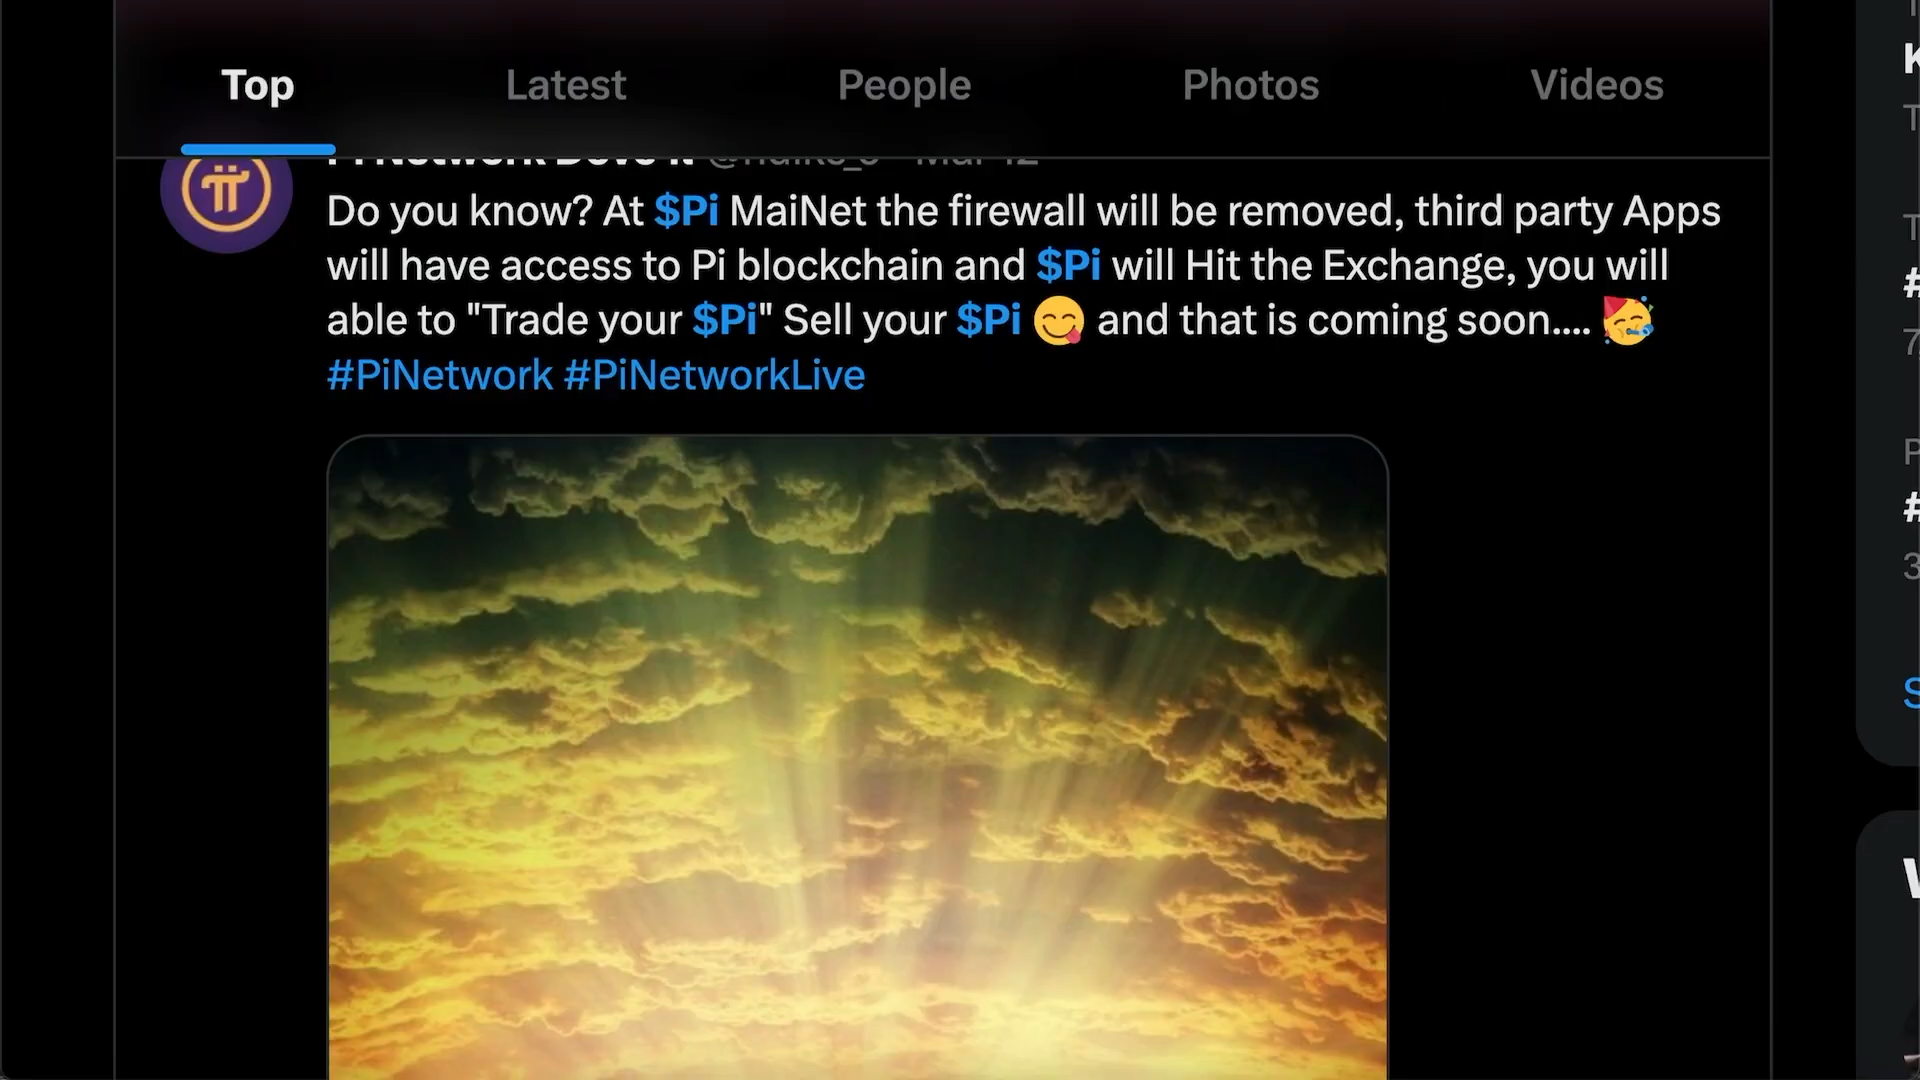 Top
Latest
People
Photos
Videos
Do you know? At $Pi MaiNet the firewall will be removed, third party Apps
will have access to Pi blockchain and $Pi will Hit the Exchange, you will
able to "Trade your $Pi" Sell your $Pi 😋 and that is coming soon.... 🥳
#PiNetwork #PiNetworkLive